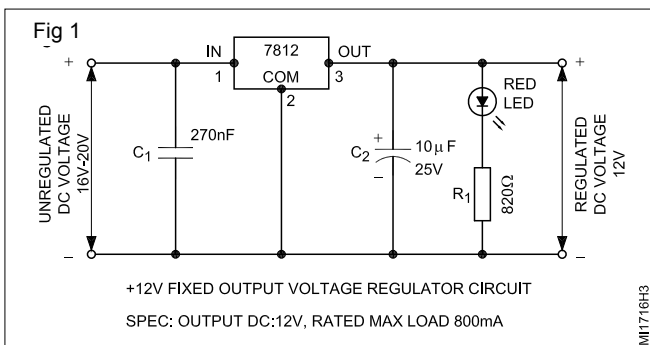 Fig 1
+
IN
7812
OUT
+
1
COM
3
2
RED
LED
UNREGULATED
DC VOLTAGE
16V-20V
270nF
C1
+
10μF
C2
25V
–
R1
820Ω
REGULATED
DC VOLTAGE
12V
–
–
+12V FIXED OUTPUT VOLTAGE REGULATOR CIRCUIT
SPEC: OUTPUT DC:12V, RATED MAX LOAD 800mA
MI1716H3